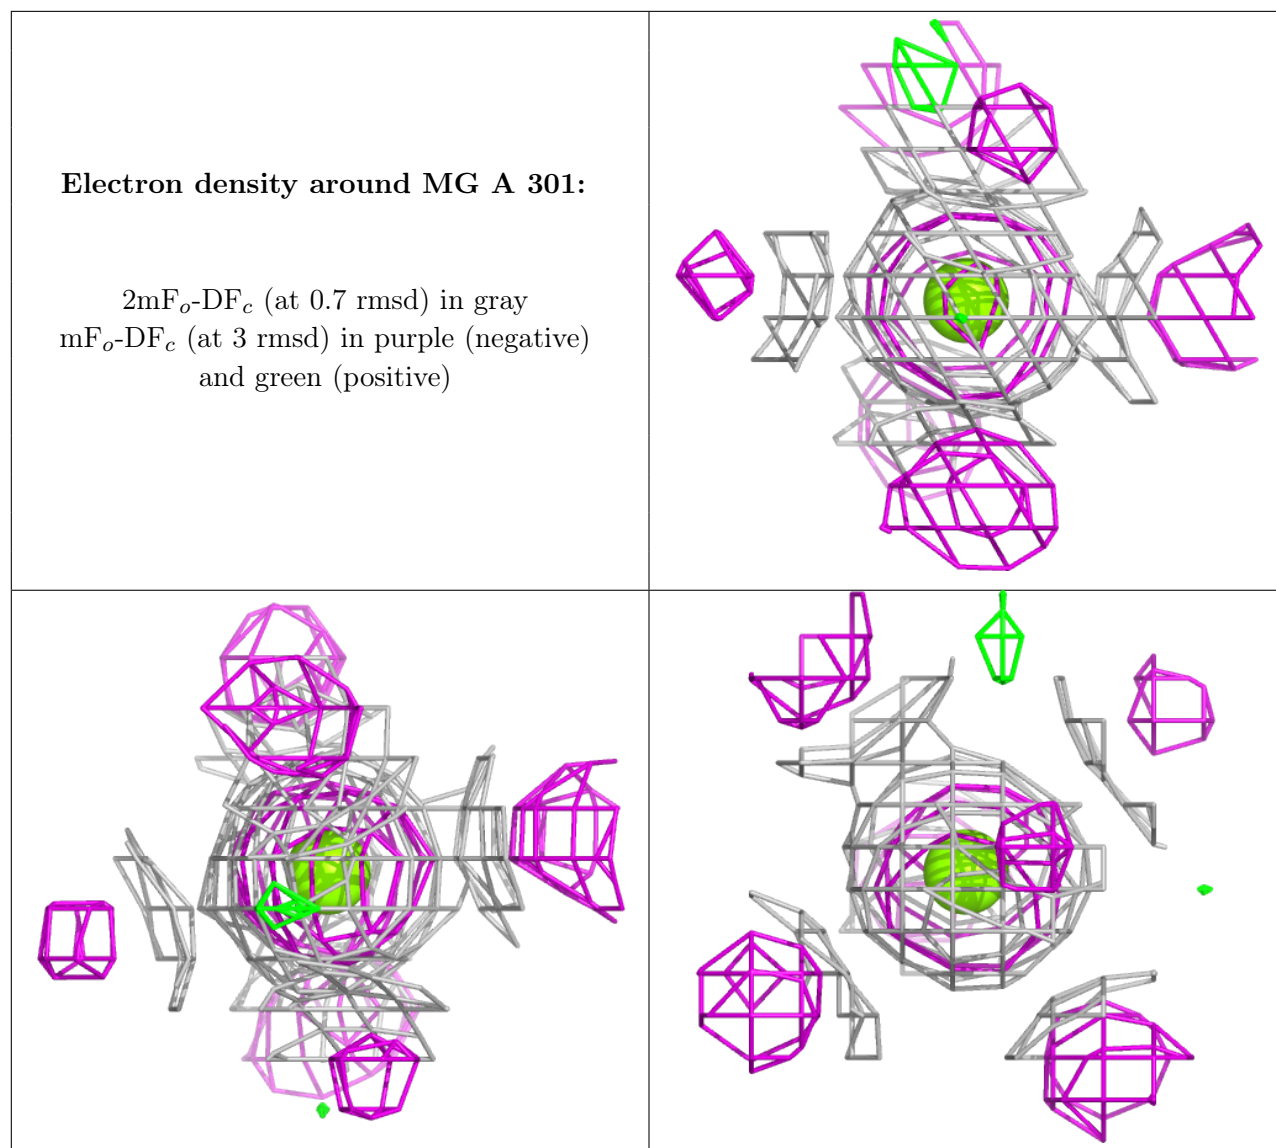 Electron density around MG A 301:
2mFo-DFc (at 0.7 rmsd) in gray
mFo-DFc (at 3 rmsd) in purple (negative)
and green (positive)